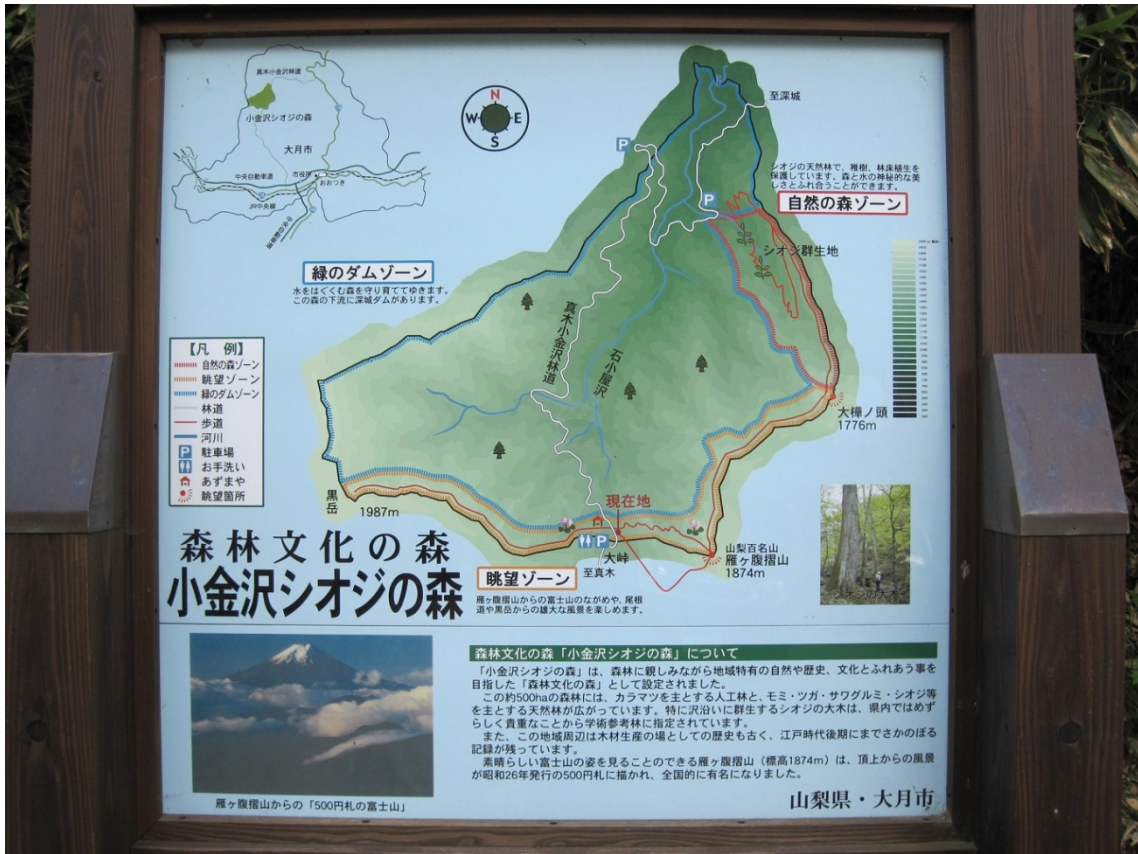 真木小金沢林道
小金沢シオジの森
大月市
中央自動車道
市役所
おおつき
JR中央線
N
W E
S
P
至深城
シオジの天然林で、稚樹、林床植生を
保護しています。森と水の神秘的な美
しさとふれ合うことができます。
自然の森ゾーン
P
シオジ群生地
緑のダムゾーン
水をはぐくむ森を守り育ててゆきます。
この森の下流に深城ダムがあります。
真木小金沢林道
石小屋沢
【凡 例】
自然の森ゾーン
眺望ゾーン
緑のダムゾーン
林道
歩道
河川
P 駐車場
お手洗い
あずまや
眺望箇所
大樺ノ頭
1776m
黒岳
1987m
現在地
P
大峠
至真木
山梨百名山
雁ヶ腹摺山
1874m
眺望ゾーン
雁ヶ腹摺山からの富士山のながめや、尾根
道や黒岳からの雄大な風景を楽しめます。
シオジの大木
森林文化の森
小金沢シオジの森
雁ヶ腹摺山からの「500円札の富士山」
森林文化の森「小金沢シオジの森」について
「小金沢シオジの森」は、森林に親しみながら地域特有の自然や歴史、文化とふれあう事を
目指した「森林文化の森」として設定されました。
この約500haの森林には、カラマツを主とする人工林と、モミ・ツガ・サワグルミ・シオジ等
を主とする天然林が広がっています。特に沢沿いに群生するシオジの大木は、県内ではめず
らしく貴重なことから学術参考林に指定されています。
また、この地域周辺は木材生産の場としての歴史も古く、江戸時代後期にまでさかのぼる
記録が残っています。
素晴らしい富士山の姿を見ることのできる雁ヶ腹摺山（標高1874m）は、頂上からの風景
が昭和26年発行の500円札に描かれ、全国的に有名になりました。
山梨県・大月市